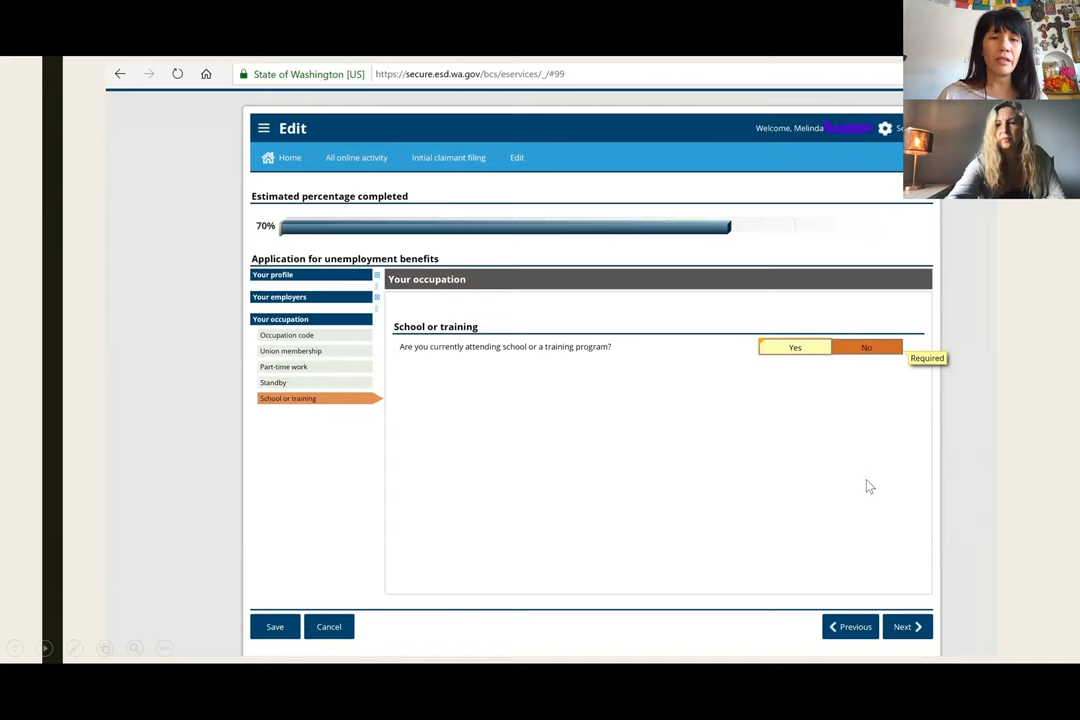 State of Washington [US]
https://secure.esd.wa.gov/bcs/eservices/_/#99
Edit
Welcome, Melinda
Home
All online activity
Initial claimant filing
Edit
Estimated percentage completed
70%
Application for unemployment benefits
Your profile
Your employers
Your occupation
Occupation code
Union membership
Part-time work
Standby
School or training
Your occupation
School or training
Are you currently attending school or a training program?
Yes
No
Required
Save
Cancel
Previous
Next